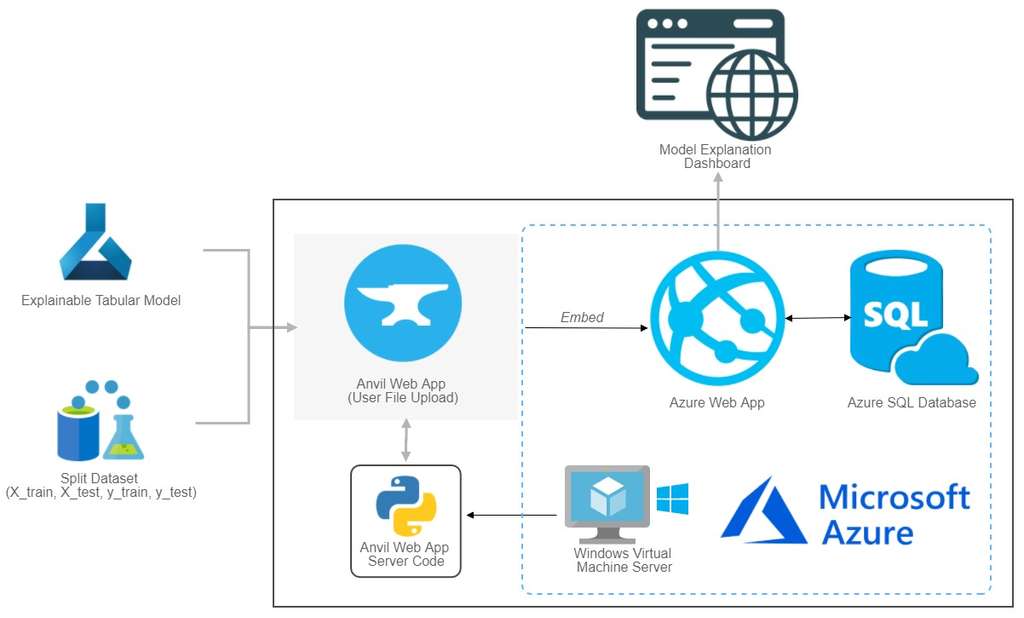 Model Explanation
Dashboard
Explainable Tabular Model
Anvil Web App
(User File Upload)
Embed
Azure Web App
SQL
Azure SQL Database
Split Dataset
(X_train, X_test, y_train, y_test)
Anvil Web App
Server Code
Windows Virtual
Machine Server
Microsoft
Azure